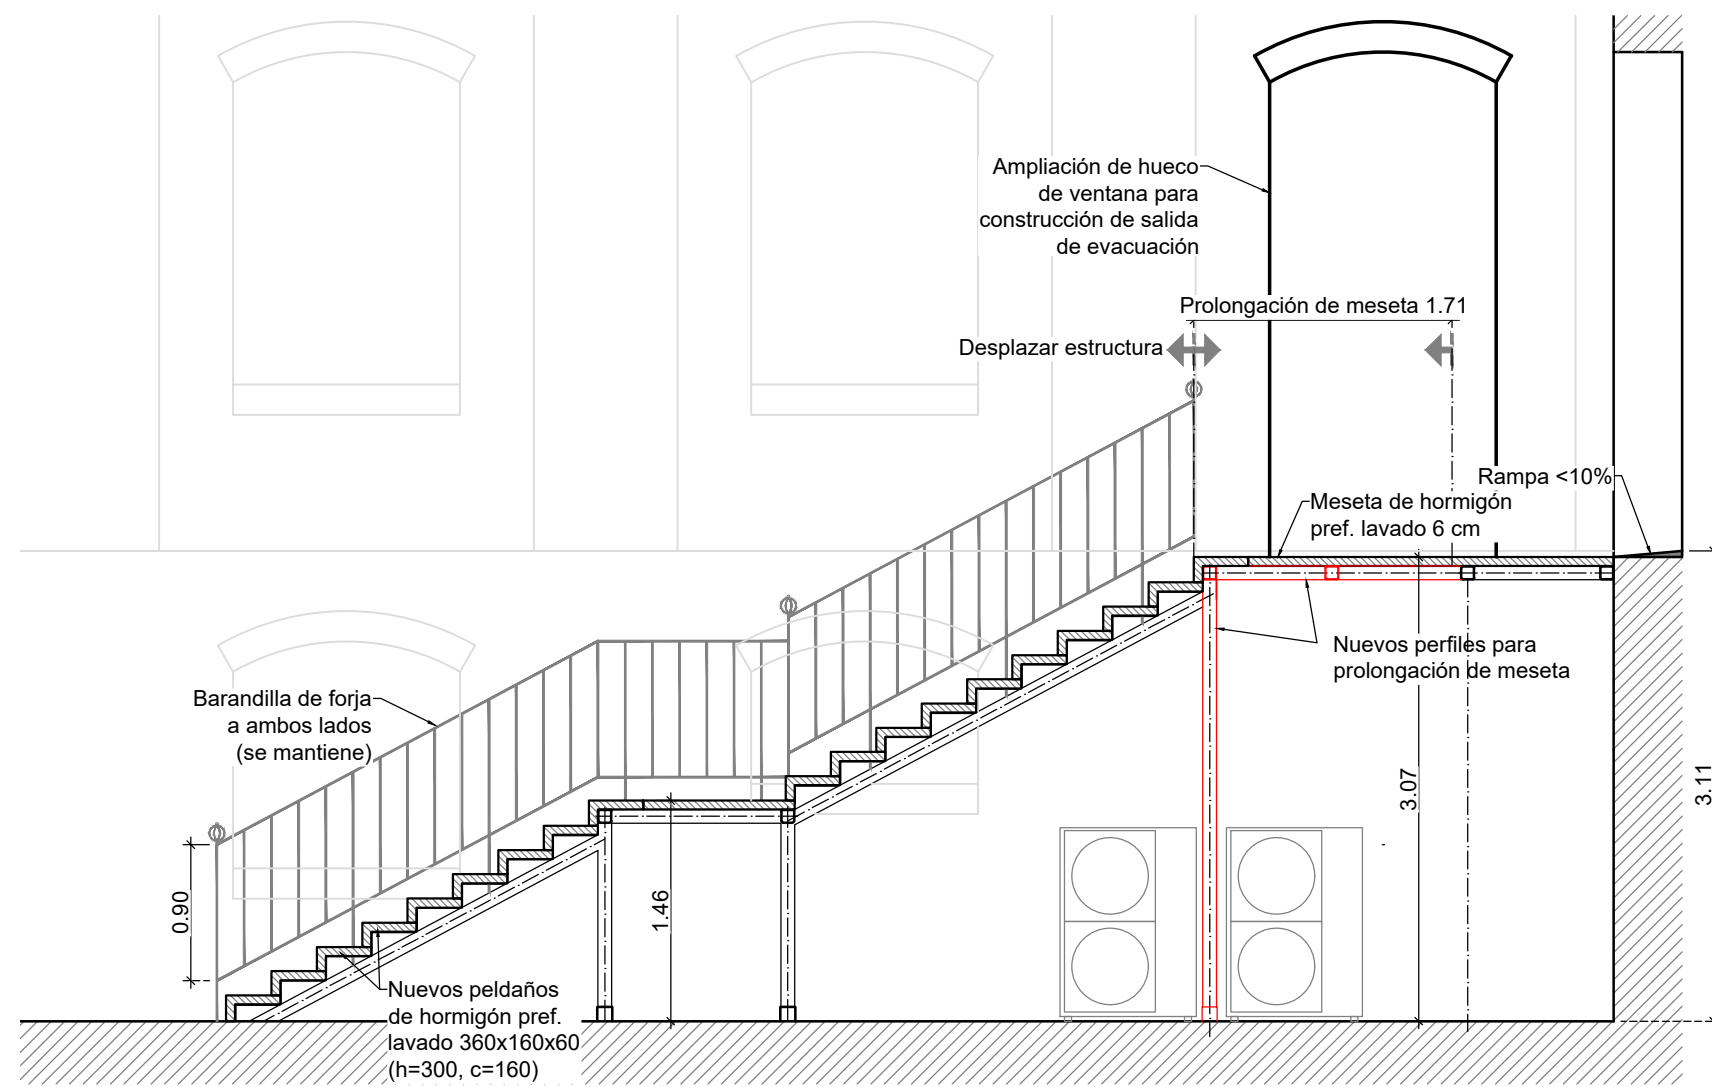 Ampliación de hueco
de ventana para
construcción de salida
de evacuación
Prolongación de meseta 1.71
Desplazar estructura
Rampa <10%
Meseta de hormigón
pref. lavado 6 cm
Nuevos perfiles para
prolongación de meseta
Barandilla de forja
a ambos lados
(se mantiene)
3.07
3.11
0.90
1.46
Nuevos peldaños
de hormigón pref.
lavado 360x160x60
(h=300, c=160)